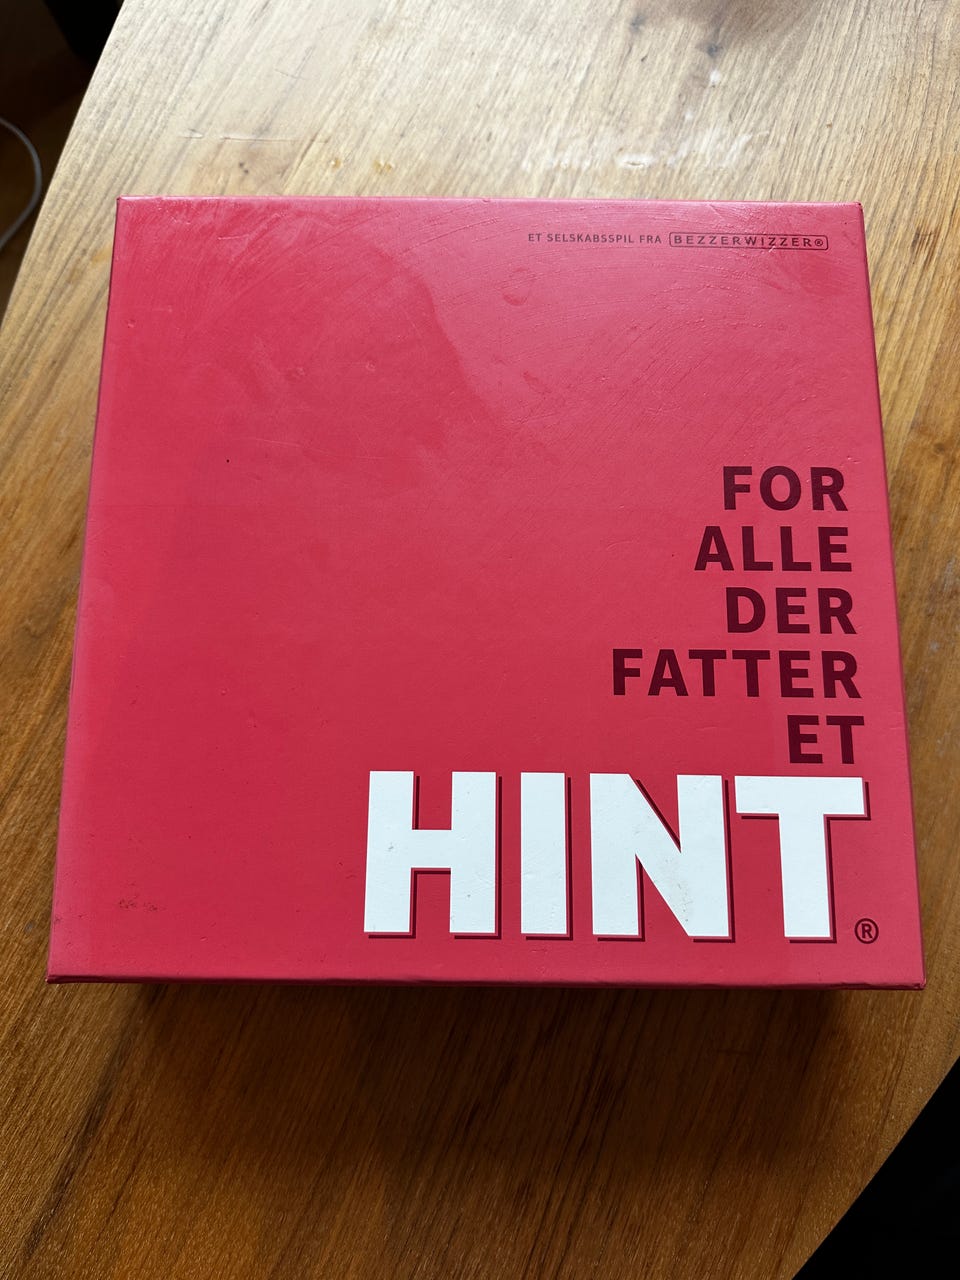 ET SELSKABSSPIL FRA BEZZERWIZZER®
FOR
ALLE
DER
FATTER
ET
HINT®